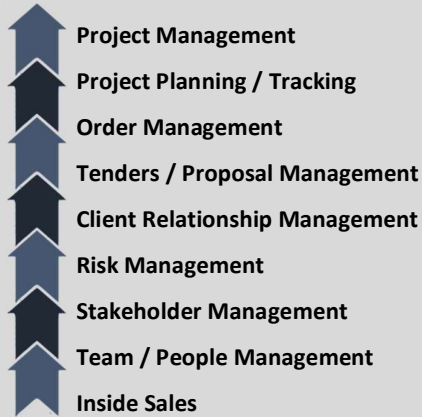 Project Management
Project Planning / Tracking
Order Management
Tenders / Proposal Management
Client Relationship Management
Risk Management
Stakeholder Management
Team / People Management
Inside Sales